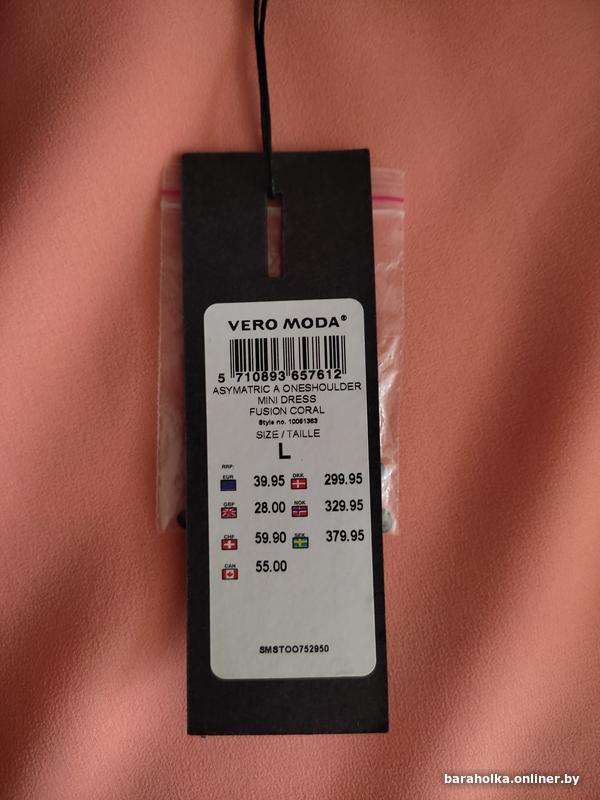 VERO MODA®
5 710893 657612
ASYMATRIC A ONESHOULDER
MINI DRESS
FUSION CORAL
Style no. 10061363
SIZE / TAILLE
L
RRP:
EUR 39.95 DKK 299.95
GBP 28.00 NOK 329.95
CHF 59.90 SEK 379.95
CAN 55.00
SMSTOO752950
baraholka.onliner.by